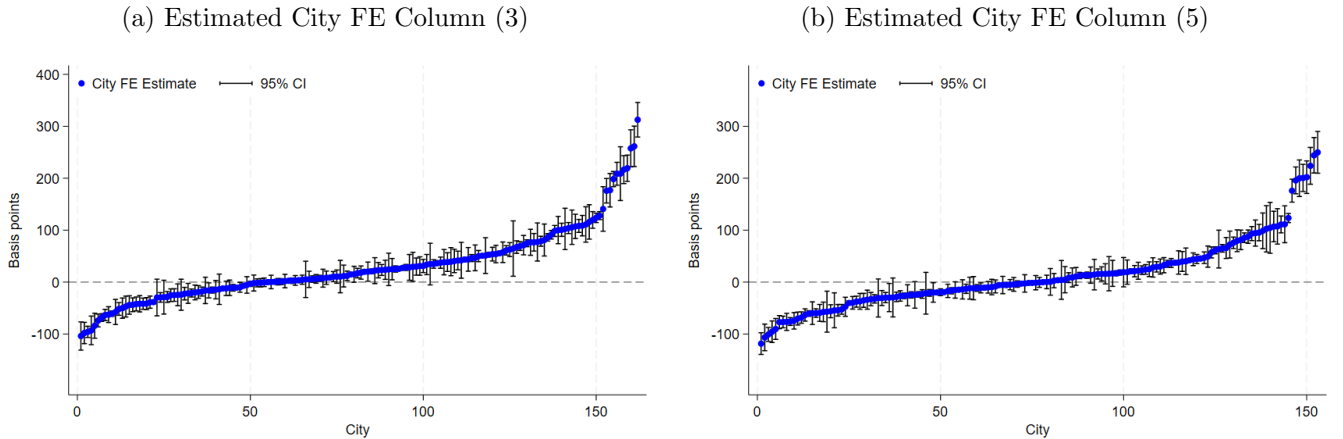 (a) Estimated City FE Column (3)
City FE Estimate
95% CI
400
300
200
100
0
-100
Basis points
0
50
100
150
City
(b) Estimated City FE Column (5)
City FE Estimate
95% CI
300
200
100
0
-100
Basis points
0
50
100
150
City